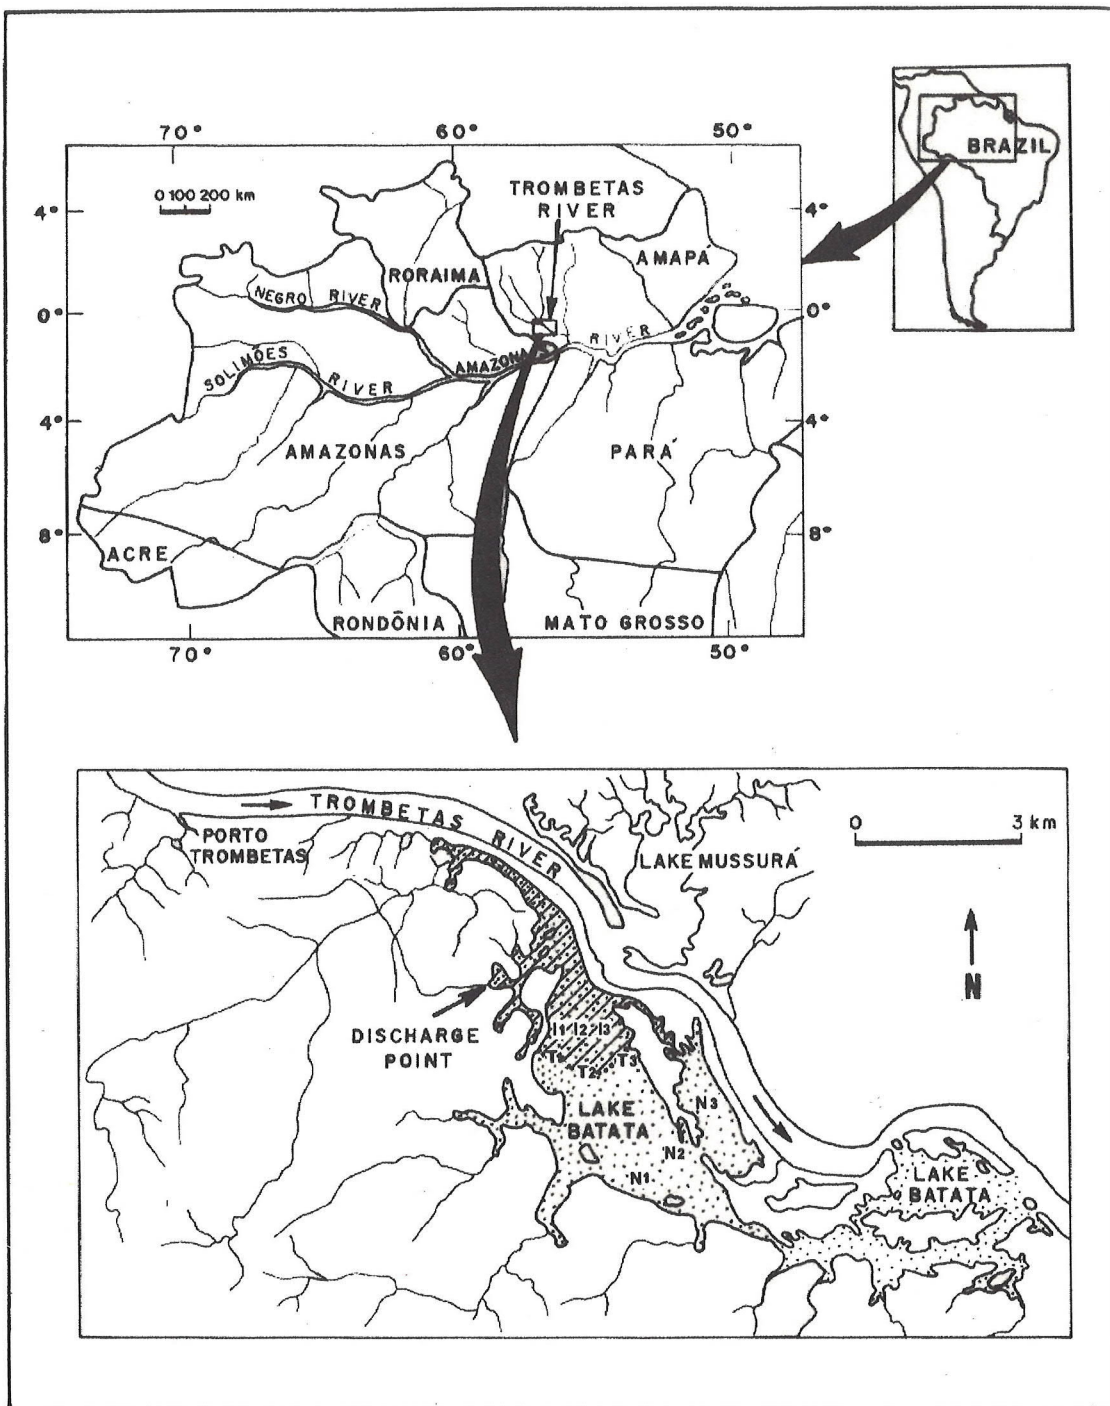 BRAZIL
70° 60° 50°
0 100 200 km
TROMBETAS
RIVER
4° 4°
AMAPÁ
RORAIMA
NEGRO RIVER
0° 0°
RIVER
AMAZONA
SOLIMÕES
RIVER
4° 4°
AMAZONAS
PARÁ
8° 8°
ACRE
RONDÔNIA
MATO GROSSO
70° 60° 50°
TROMBETAS RIVER
0 3 km
PORTO
TROMBETAS
LAKE MUSSURÁ
N
DISCHARGE
POINT
I1 I2 I3
T1 T2 T3
LAKE
BATATA
N3
N2
N1
LAKE
BATATA